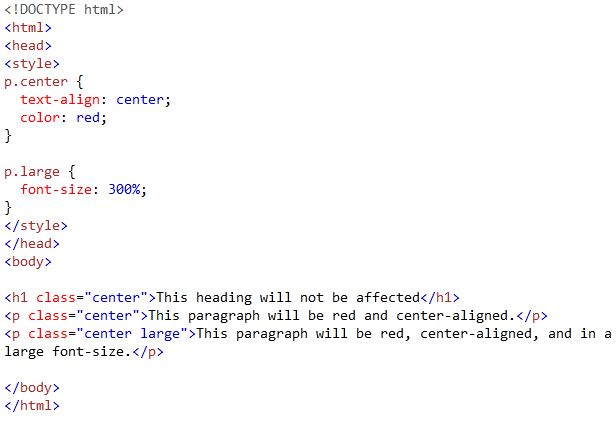 <!DOCTYPE html>
<html>
<head>
<style>
p.center {
  text-align: center;
  color: red;
}

p.large {
  font-size: 300%;
}
</style>
</head>
<body>

<h1 class="center">This heading will not be affected</h1>
<p class="center">This paragraph will be red and center-aligned.</p>
<p class="center large">This paragraph will be red, center-aligned, and in a
large font-size.</p>

</body>
</html>